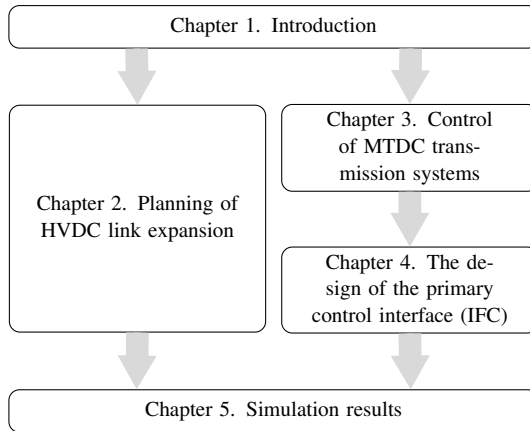 Chapter 1. Introduction
Chapter 2. Planning of
HVDC link expansion
Chapter 3. Control
of MTDC trans-
mission systems
Chapter 4. The de-
sign of the primary
control interface (IFC)
Chapter 5. Simulation results